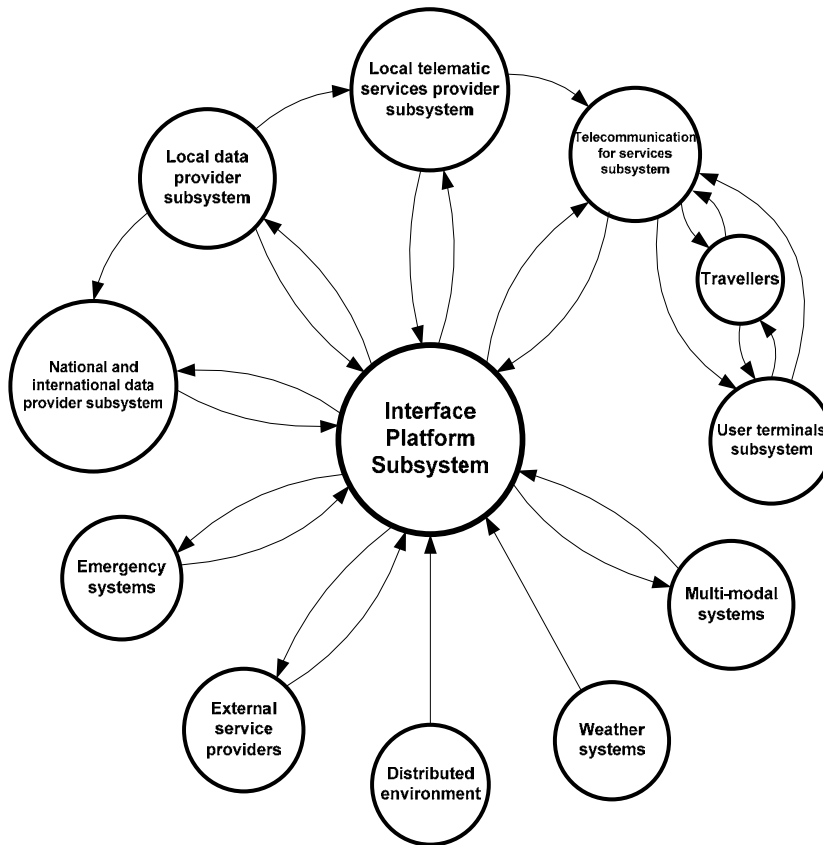 Local telematic
services provider
subsystem
Telecommunication
for services
subsystem
Local data
provider
subsystem
Travellers
National and
international data
provider subsystem
Interface
Platform
Subsystem
User terminals
subsystem
Emergency
systems
Multi-modal
systems
External
service
providers
Weather
systems
Distributed
environment